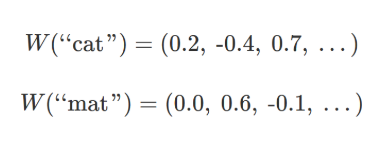 W(“cat”) = (0.2, -0.4, 0.7, ...)
W(“mat”) = (0.0, 0.6, -0.1, ...)